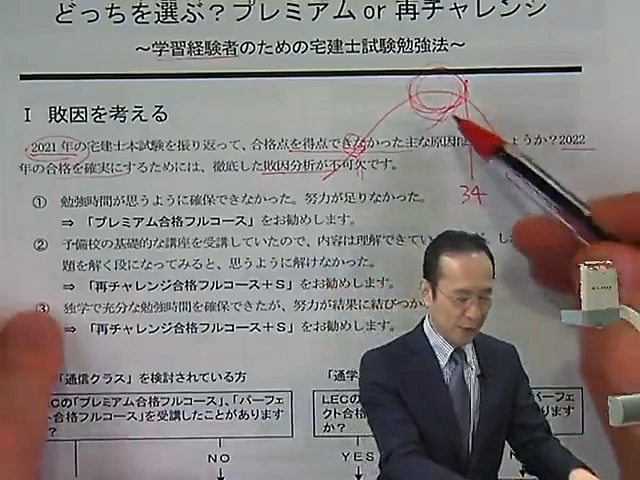 どっちを選ぶ？プレミアム or 再チャレンジ
～学習経験者のための宅建士試験勉強法～
Ⅰ 敗因を考える
2021年の宅建士本試験を振り返って、合格点を得点できなかった主な原因は
ょうか？2022
年の合格を確実にするためには、徹底した敗因分析が不可欠です。
34
① 勉強時間が思うように確保できなかった。努力が足りなかった。
⇒「プレミアム合格フルコース」をお勧めします。
② 予備校の基礎的な講座を受講していたので、内容は理解できてい
題を解く段になってみると、思うように解けなかった。
⇒「再チャレンジ合格フルコース＋S」をお勧めします。
③ 独学で充分な勉強時間を確保できたが、努力が結果に結びつか
⇒「再チャレンジ合格フルコース＋S」をお勧めします。
「通信クラス」を検討されている方
「通学
ECの「プレミアム合格フルコース」、「パーフェ
ト合格フルコース」を受講したことがあります
？
LECの
クト合格
か？
NO
YES